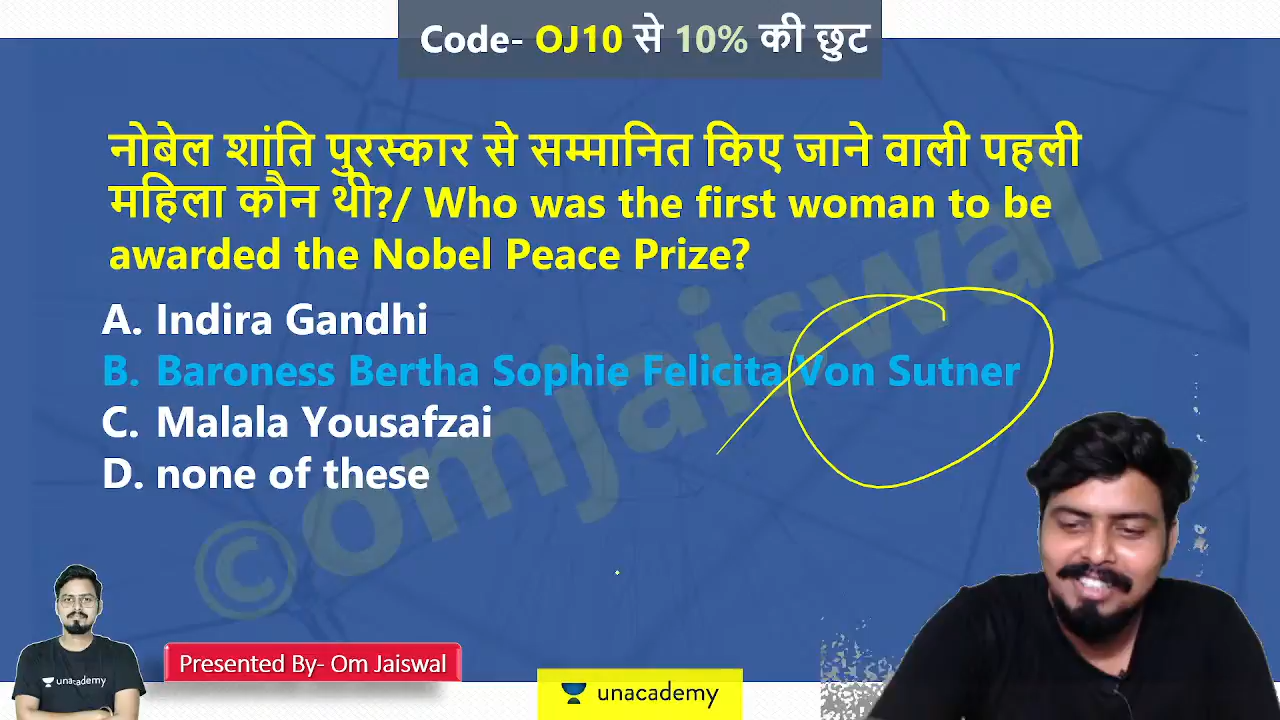 Code- OJ10 से 10% की छुट
नोबेल शांति पुरस्कार से सम्मानित किए जाने वाली पहली
महिला कौन थी?/ Who was the first woman to be
awarded the Nobel Peace Prize?
A. Indira Gandhi
B. Baroness Bertha Sophie Felicita Von Sutner
C. Malala Yousafzai
D. none of these
©omjaiswal
unacademy
Presented By- Om Jaiswal
unacademy